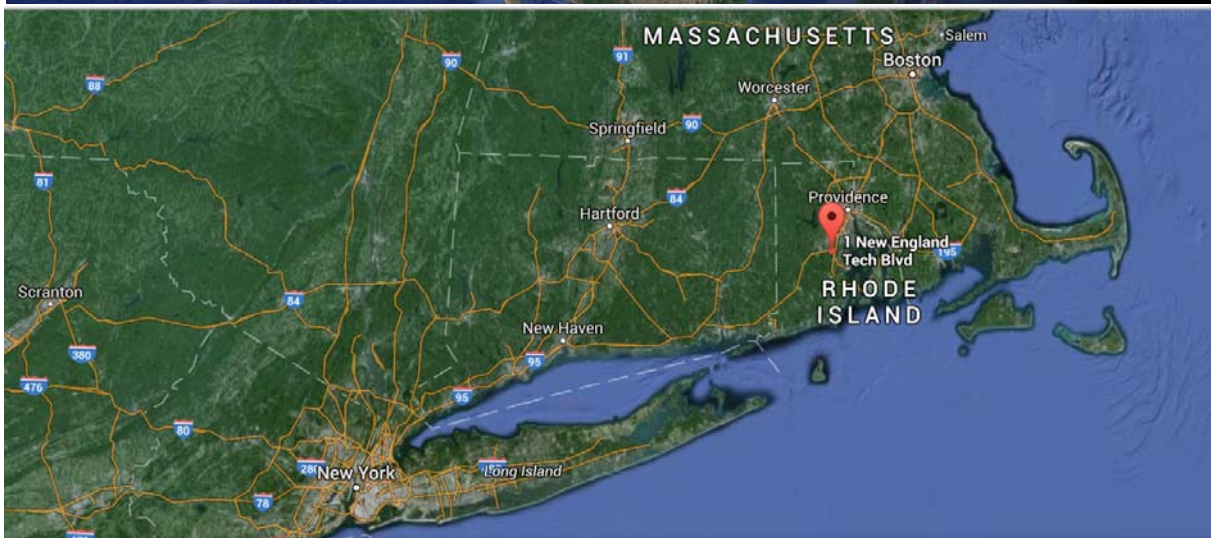 MASSACHUSETTS
Salem
Boston
90
91
88
Worcester
Springfield
90
81
84
Providence
Hartford
1 New England
Tech Blvd
195
RHODE
ISLAND
Scranton
84
New Haven
380
95
476
95
80
280
New York
Long Island
78